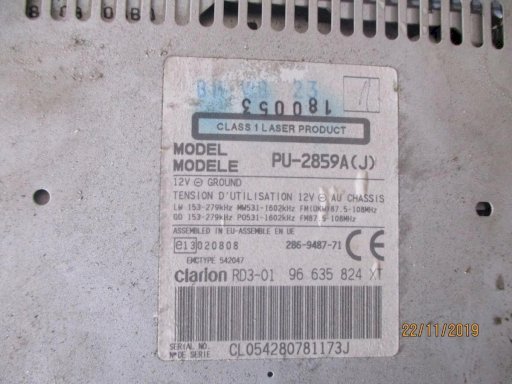 23
180053
CLASS 1 LASER PRODUCT
MODEL
MODELE PU-2859A(J)
12V ⊖ GROUND
TENSION D'UTILISATION 12V ⊖ AU CHASSIS
LW 153-279kHz MW531-1602kHz FM(UKW)87.5-108MHz
GO 153-279kHz PO531-1602kHz FM87.5-108MHz
ASSEMBLED IN EU-ASSEMBLE EN UE
e13 020808 286-9487-71 CE
EMCTYPE 542047
clarion RD3-01 96 635 824 XT
SERIAL NO.
Nº DE SERIE CL054280781173J
22/11/2019